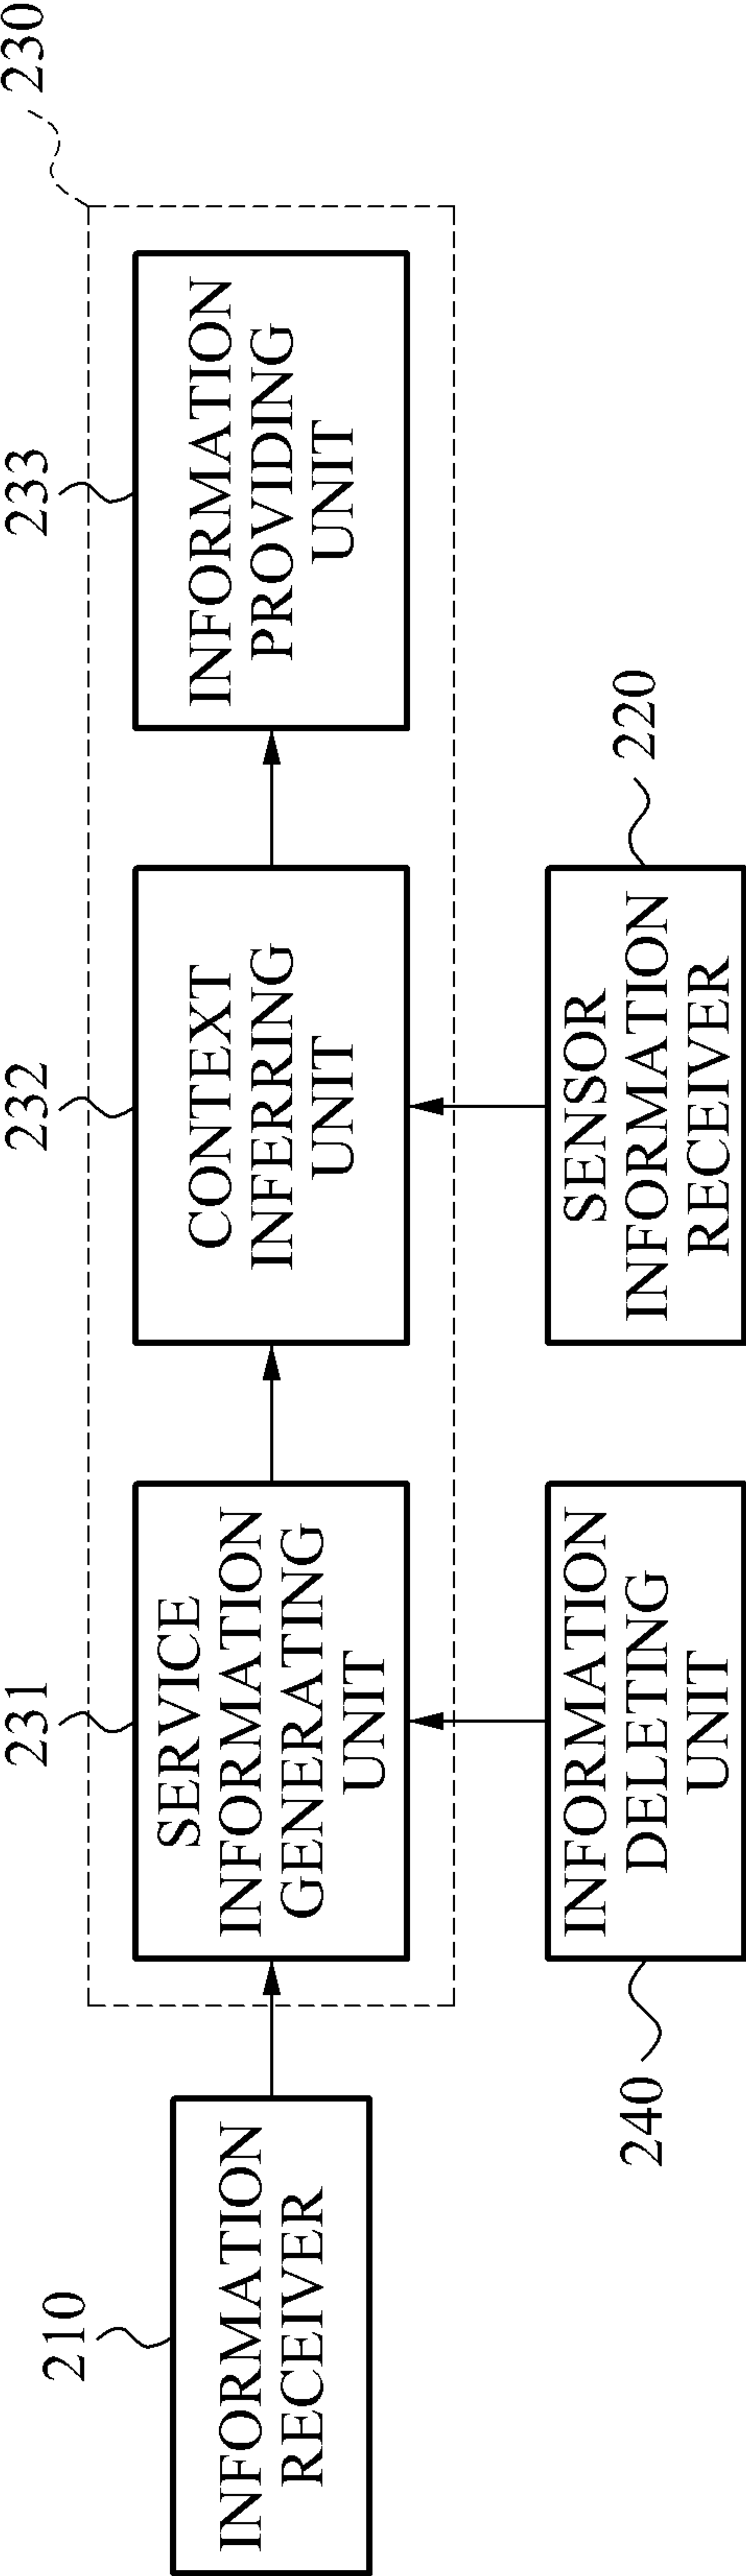 230
210
INFORMATION
RECEIVER
231
SERVICE
INFORMATION
GENERATING
UNIT
232
CONTEXT
INFERRING
UNIT
233
INFORMATION
PROVIDING
UNIT
240
INFORMATION
DELETING
UNIT
SENSOR
INFORMATION
RECEIVER
220